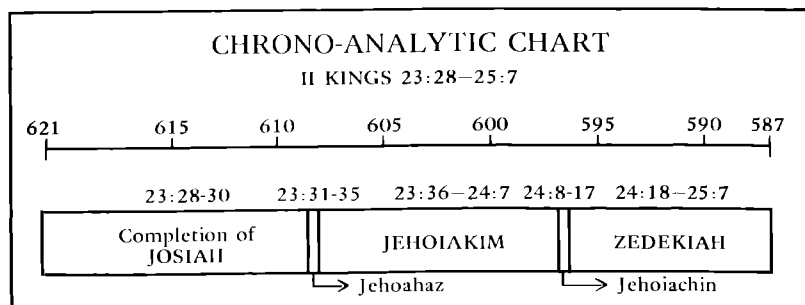 CHRONO-ANALYTIC CHART
II KINGS 23:28–25:7
621 615 610 605 600 595 590 587
23:28-30 23:31-35 23:36–24:7 24:8-17 24:18–25:7
Completion of
JOSIAH
JEHOIAKIM
ZEDEKIAH
Jehoahaz
Jehoiachin